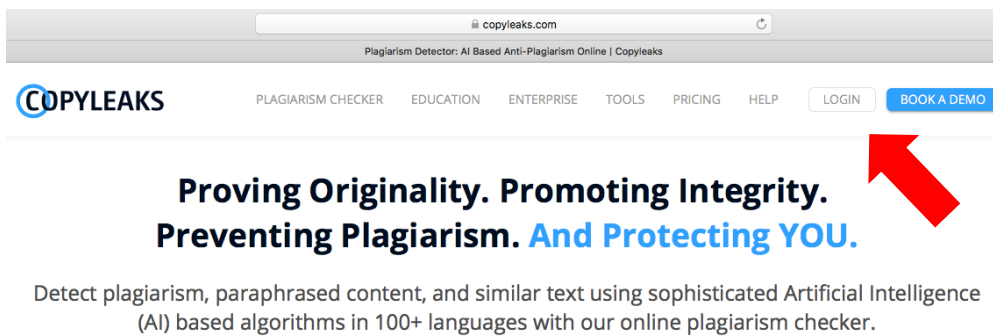 copyleaks.com
Plagiarism Detector: AI Based Anti-Plagiarism Online | Copyleaks
COPYLEAKS PLAGIARISM CHECKER EDUCATION ENTERPRISE TOOLS PRICING HELP LOGIN BOOK A DEMO
Proving Originality. Promoting Integrity.
Preventing Plagiarism. And Protecting YOU.
Detect plagiarism, paraphrased content, and similar text using sophisticated Artificial Intelligence
(AI) based algorithms in 100+ languages with our online plagiarism checker.